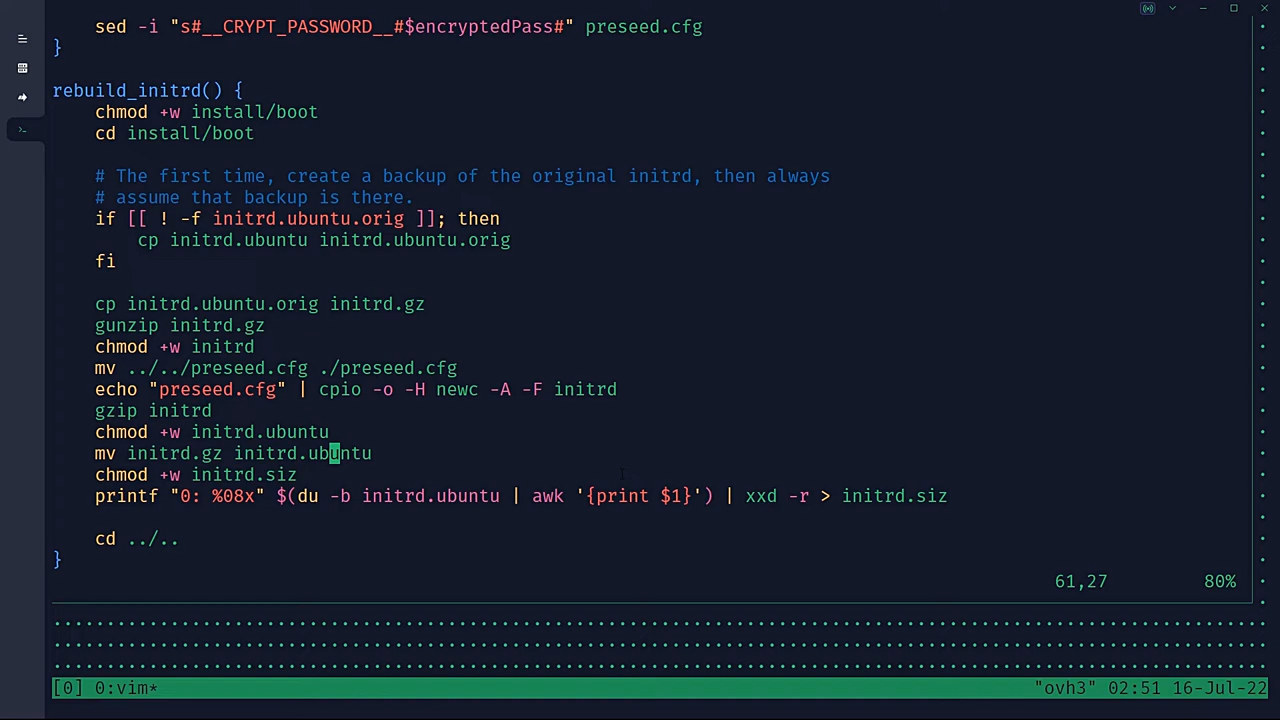 sed -i "s#__CRYPT_PASSWORD__#$encryptedPass#" preseed.cfg
}
rebuild_initrd() {
    chmod +w install/boot
    cd install/boot
    # The first time, create a backup of the original initrd, then always
    # assume that backup is there.
    if [[ ! -f initrd.ubuntu.orig ]]; then
        cp initrd.ubuntu initrd.ubuntu.orig
    fi
    cp initrd.ubuntu.orig initrd.gz
    gunzip initrd.gz
    chmod +w initrd
    mv ../../preseed.cfg ./preseed.cfg
    echo "preseed.cfg" | cpio -o -H newc -A -F initrd
    gzip initrd
    chmod +w initrd.ubuntu
    mv initrd.gz initrd.ubuntu
    chmod +w initrd.siz
    printf "0: %08x" $(du -b initrd.ubuntu | awk '{print $1}') | xxd -r > initrd.siz
    cd ../..
}
61,27 80%
[0] 0:vim* "ovh3" 02:51 16-Jul-22